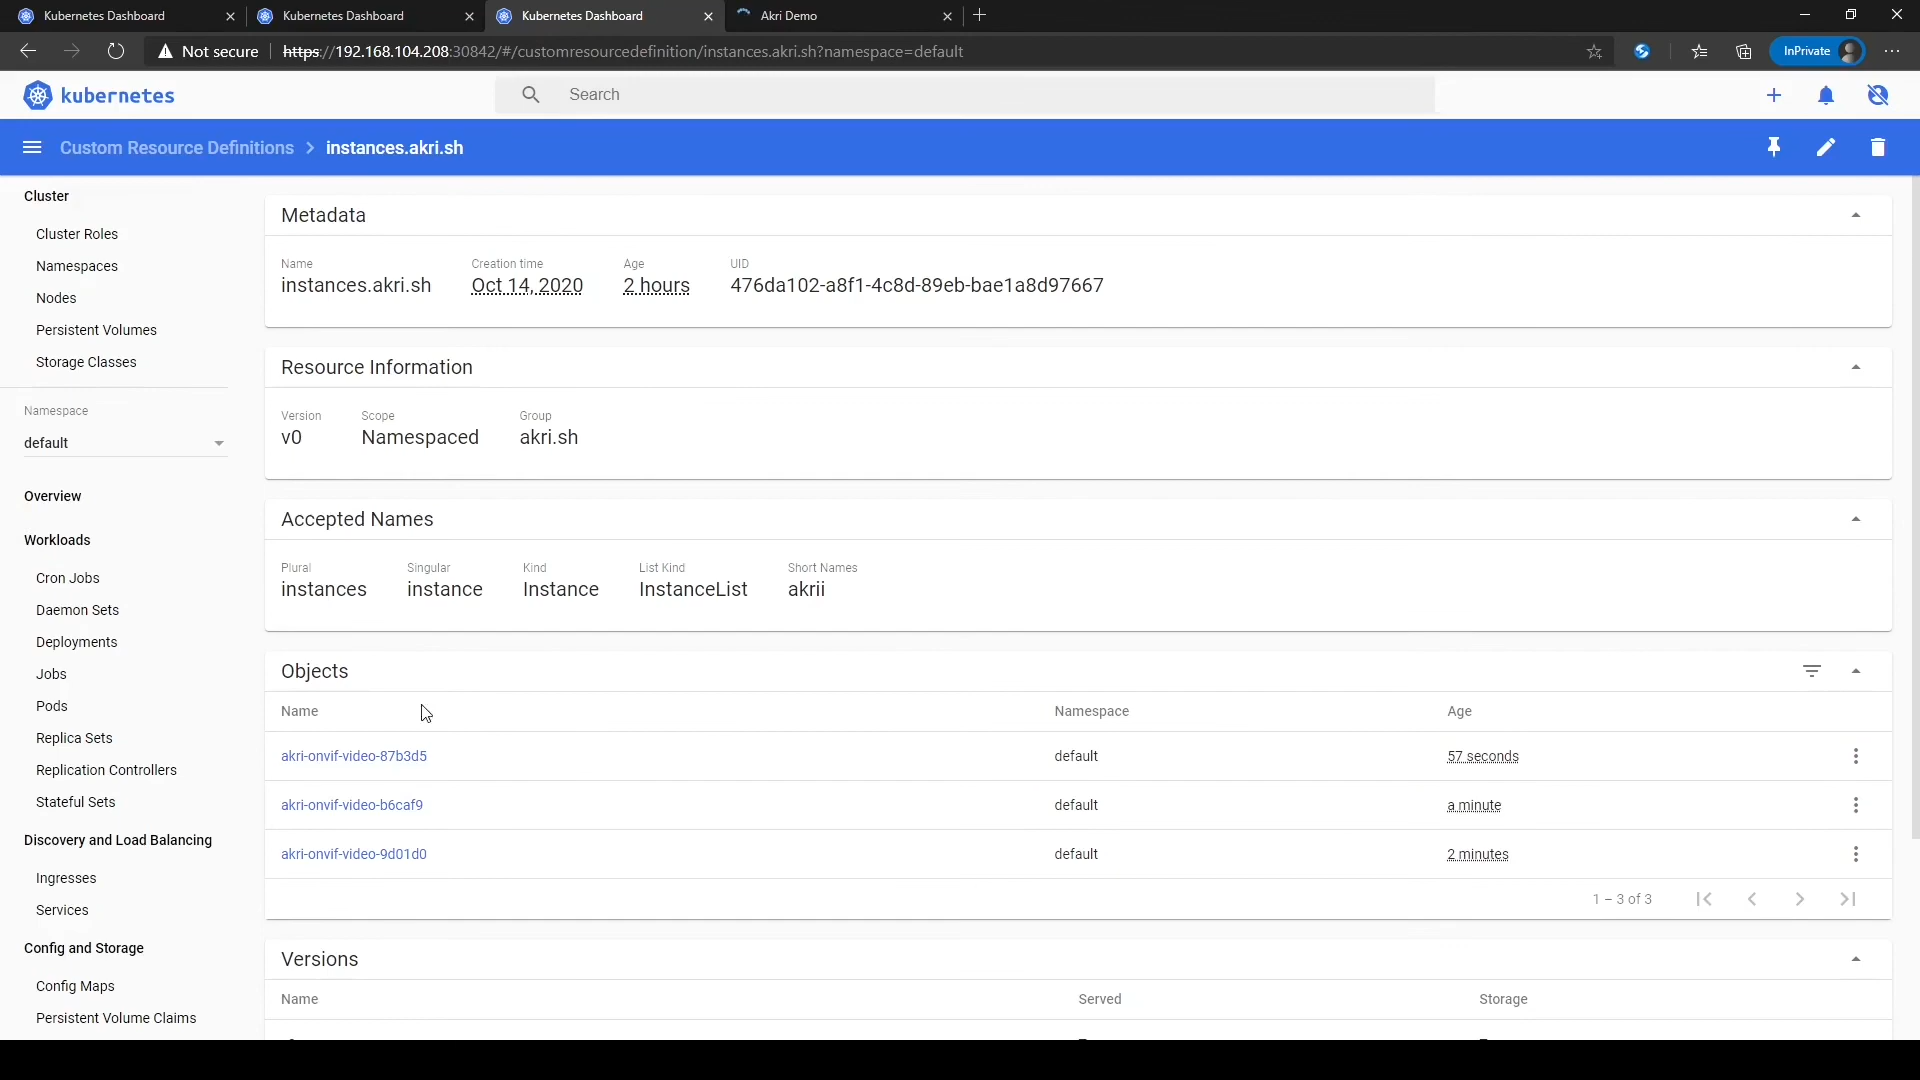 Kubernetes Dashboard
Kubernetes Dashboard
Kubernetes Dashboard
Akri Demo
Not secure
https://192.168.104.208:30842/#/customresourcedefinition/instances.akri.sh?namespace=default
InPrivate
kubernetes
Search
Custom Resource Definitions > instances.akri.sh
Cluster
Cluster Roles
Namespaces
Nodes
Persistent Volumes
Storage Classes
Namespace
default
Overview
Workloads
Cron Jobs
Daemon Sets
Deployments
Jobs
Pods
Replica Sets
Replication Controllers
Stateful Sets
Discovery and Load Balancing
Ingresses
Services
Config and Storage
Config Maps
Persistent Volume Claims
Metadata
Name Creation time Age UID
instances.akri.sh Oct 14, 2020 2 hours 476da102-a8f1-4c8d-89eb-bae1a8d97667
Resource Information
Version Scope Group
v0 Namespaced akri.sh
Accepted Names
Plural Singular Kind List Kind Short Names
instances instance Instance InstanceList akrii
Objects
Name Namespace Age
akri-onvif-video-87b3d5 default 57 seconds
akri-onvif-video-b6caf9 default a minute
akri-onvif-video-9d01d0 default 2 minutes
1 – 3 of 3
Versions
Name Served Storage